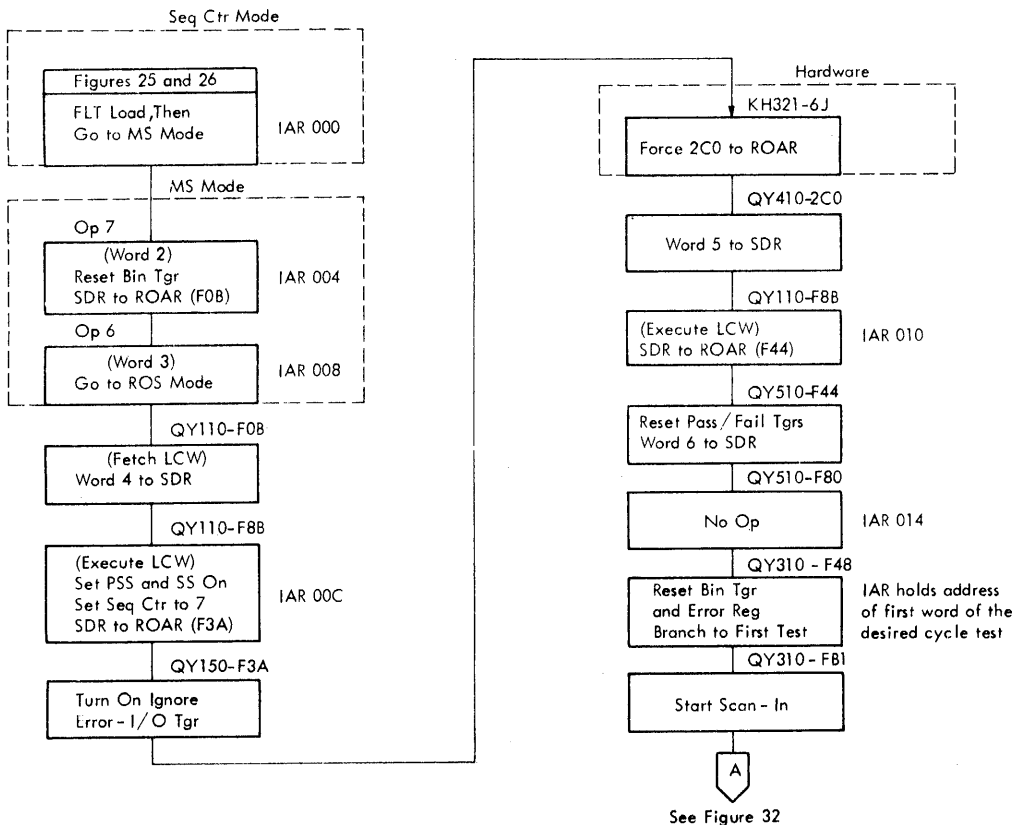 Seq Ctr Mode
Figures 25 and 26
FLT Load, Then
Go to MS Mode
IAR 000
MS Mode
Op 7
(Word 2)
Reset Bin Tgr
SDR to ROAR (F0B)
IAR 004
Op 6
(Word 3)
Go to ROS Mode
IAR 008
QY110-F0B
(Fetch LCW)
Word 4 to SDR
QY110-F8B
(Execute LCW)
Set PSS and SS On
Set Seq Ctr to 7
SDR to ROAR (F3A)
IAR 00C
QY150-F3A
Turn On Ignore
Error-I/O Tgr
Hardware
KH321-6J
Force 2C0 to ROAR
QY410-2C0
Word 5 to SDR
QY110-F8B
(Execute LCW)
SDR to ROAR (F44)
IAR 010
QY510-F44
Reset Pass/Fail Tgrs
Word 6 to SDR
QY510-F80
No Op
IAR 014
QY310-F48
Reset Bin Tgr
and Error Reg
Branch to First Test
IAR holds address
of first word of the
desired cycle test
QY310-FB1
Start Scan-In
A
See Figure 32